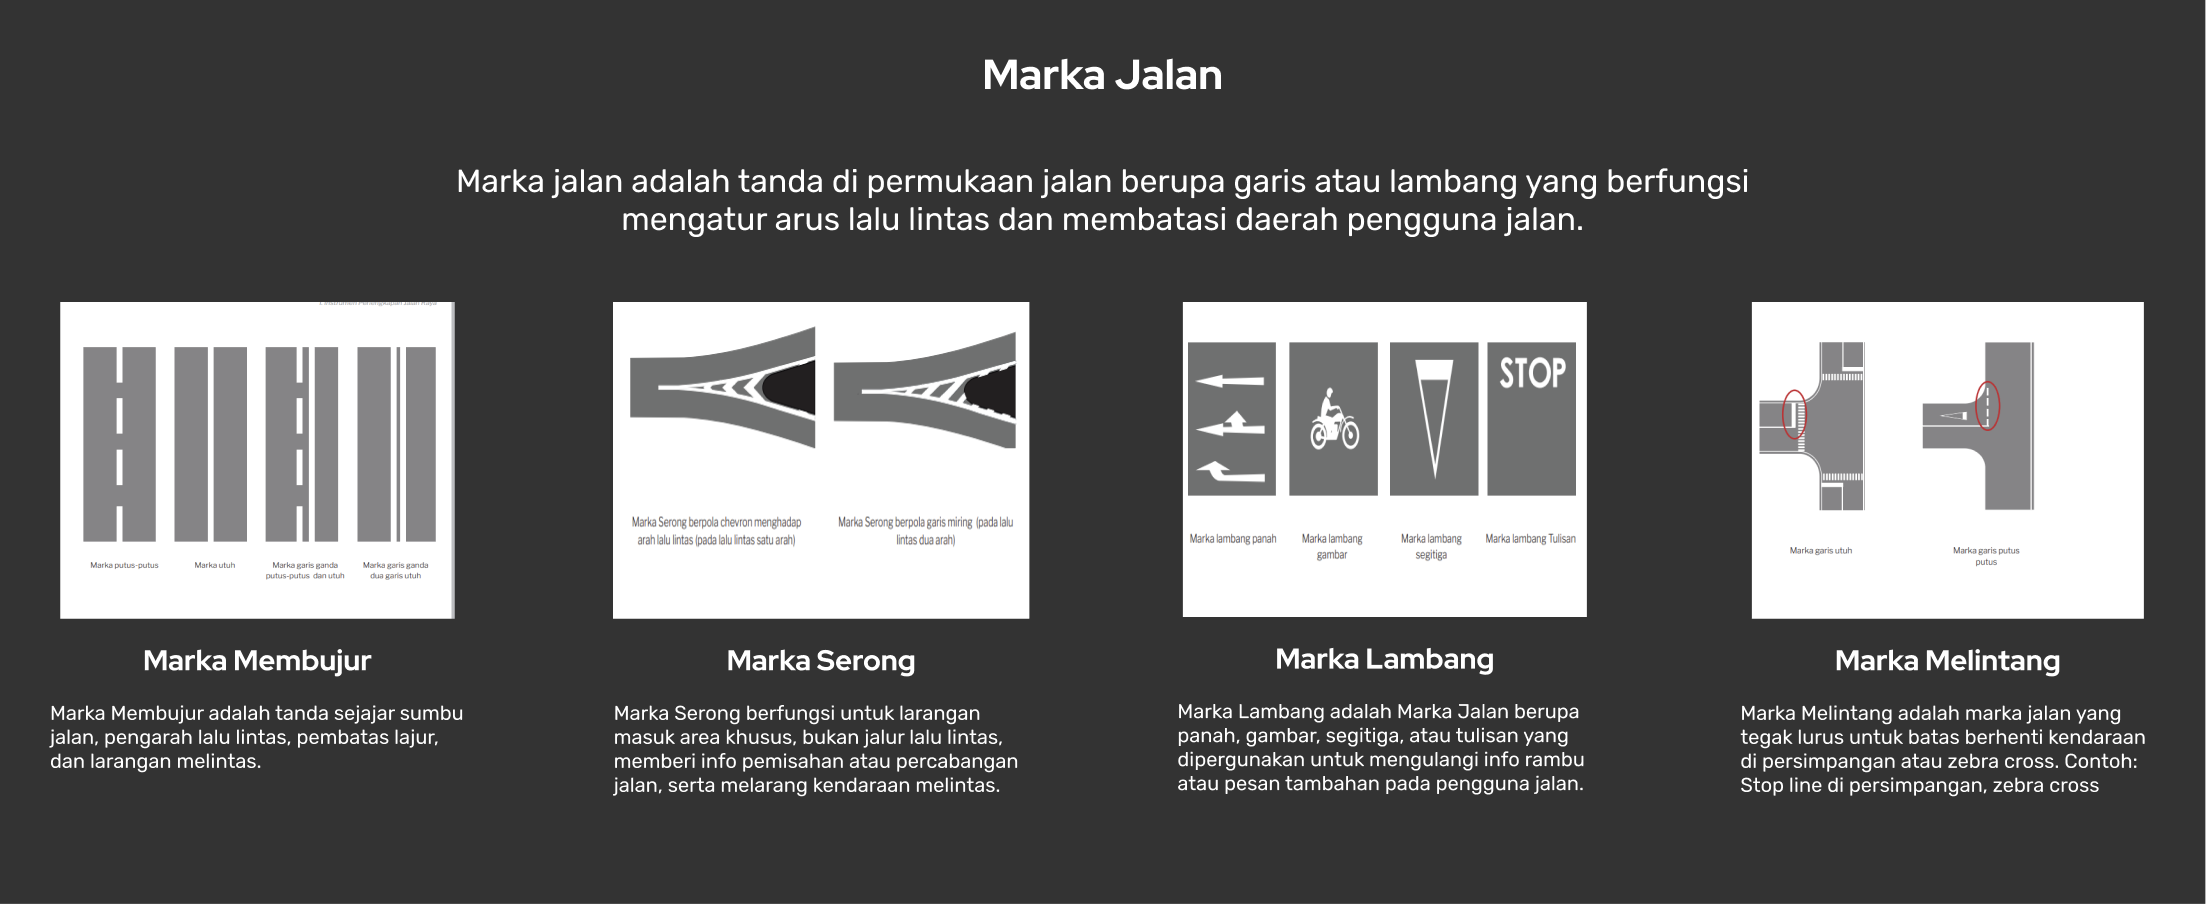 Marka Jalan
Marka jalan adalah tanda di permukaan jalan berupa garis atau lambang yang berfungsi
mengatur arus lalu lintas dan membatasi daerah pengguna jalan.
Marka putus-putus
Marka utuh
Marka garis ganda
putus-putus dan utuh
Marka garis ganda
dua garis utuh
Marka Membujur
Marka Membujur adalah tanda sejajar sumbu
jalan, pengarah lalu lintas, pembatas lajur,
dan larangan melintas.
Marka Serong berpola chevron menghadap
arah lalu lintas (pada lalu lintas satu arah)
Marka Serong berpola garis miring (pada lalu
lintas dua arah)
Marka Serong
Marka Serong berfungsi untuk larangan
masuk area khusus, bukan jalur lalu lintas,
memberi info pemisahan atau percabangan
jalan, serta melarang kendaraan melintas.
STOP
Marka lambang panah
Marka lambang
gambar
Marka lambang
segitiga
Marka lambang Tulisan
Marka Lambang
Marka Lambang adalah Marka Jalan berupa
panah, gambar, segitiga, atau tulisan yang
dipergunakan untuk mengulangi info rambu
atau pesan tambahan pada pengguna jalan.
Marka garis utuh
Marka garis putus
putus
Marka Melintang
Marka Melintang adalah marka jalan yang
tegak lurus untuk batas berhenti kendaraan
di persimpangan atau zebra cross. Contoh:
Stop line di persimpangan, zebra cross